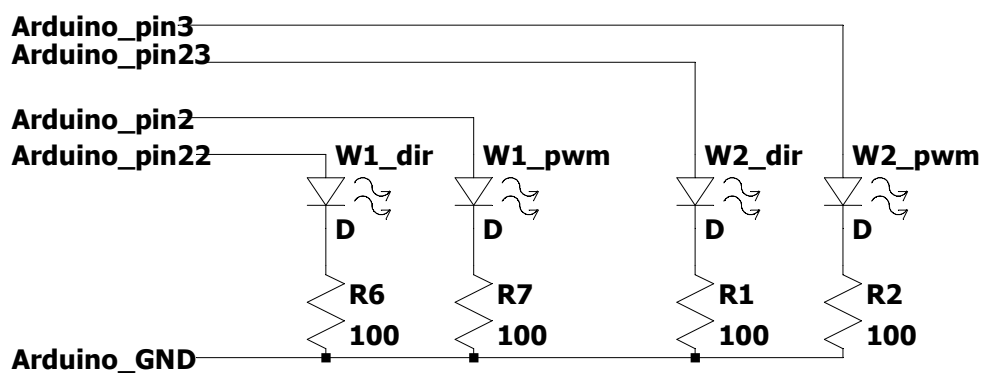 Arduino_pin3
Arduino_pin23
Arduino_pin2
Arduino_pin22 W1_dir W1_pwm W2_dir W2_pwm
D D D D
R6 R7 R1 R2
100 100 100 100
Arduino_GND